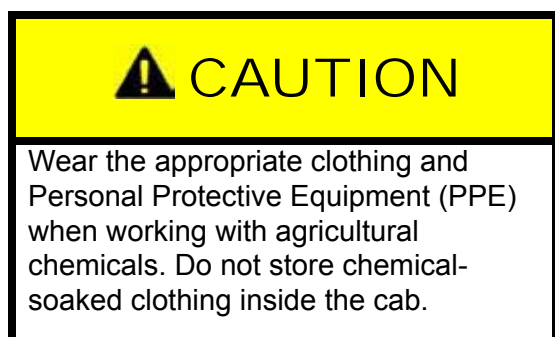 CAUTION
Wear the appropriate clothing and
Personal Protective Equipment (PPE)
when working with agricultural
chemicals. Do not store chemical-
soaked clothing inside the cab.